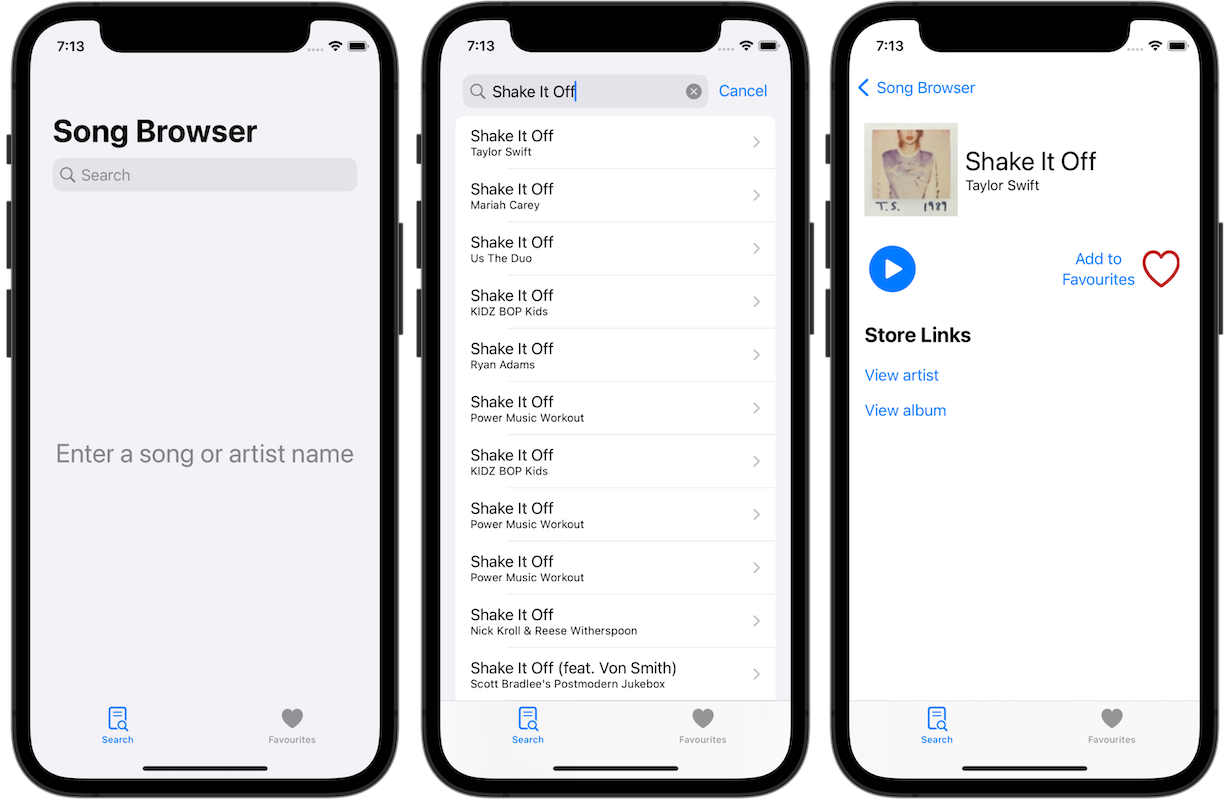 7:13
Song Browser
Search
Enter a song or artist name
Search
Favourites
7:13
Shake It Off
Cancel
Shake It Off
Taylor Swift
Shake It Off
Mariah Carey
Shake It Off
Us The Duo
Shake It Off
KIDZ BOP Kids
Shake It Off
Ryan Adams
Shake It Off
Power Music Workout
Shake It Off
KIDZ BOP Kids
Shake It Off
Power Music Workout
Shake It Off
Power Music Workout
Shake It Off
Nick Kroll & Reese Witherspoon
Shake It Off (feat. Von Smith)
Scott Bradlee's Postmodern Jukebox
Search
Favourites
7:13
Song Browser
T.S. 1989
Shake It Off
Taylor Swift
Add to
Favourites
Store Links
View artist
View album
Search
Favourites